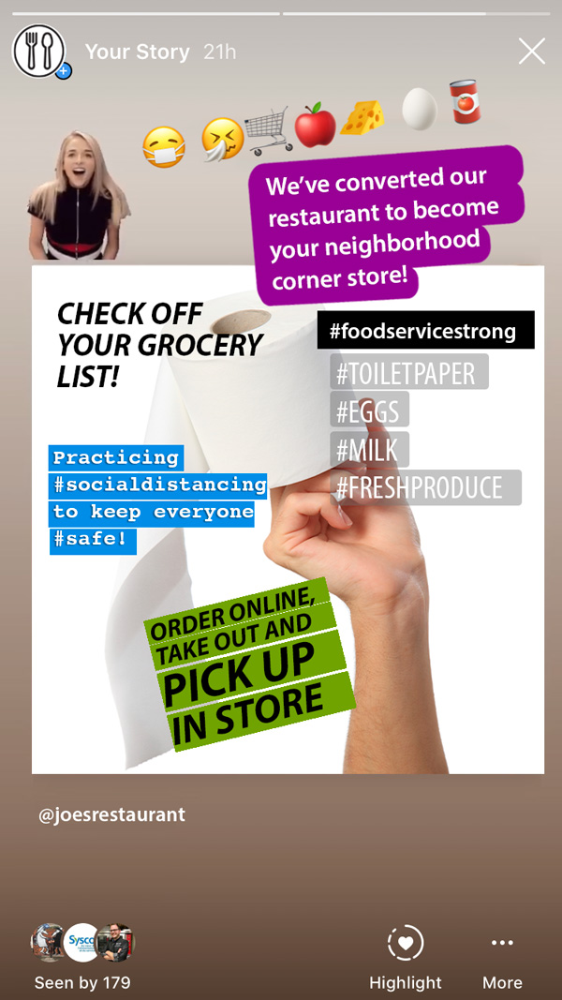 Your Story 21h
We've converted our
restaurant to become
your neighborhood
corner store!
CHECK OFF
YOUR GROCERY
LIST!
#foodservicestrong
#TOILETPAPER
#EGGS
#MILK
#FRESHPRODUCE
Practicing
#socialdistancing
to keep everyone
#safe!
ORDER ONLINE,
TAKE OUT AND
PICK UP
IN STORE
@joesrestaurant
Sysco
Seen by 179
Highlight
More